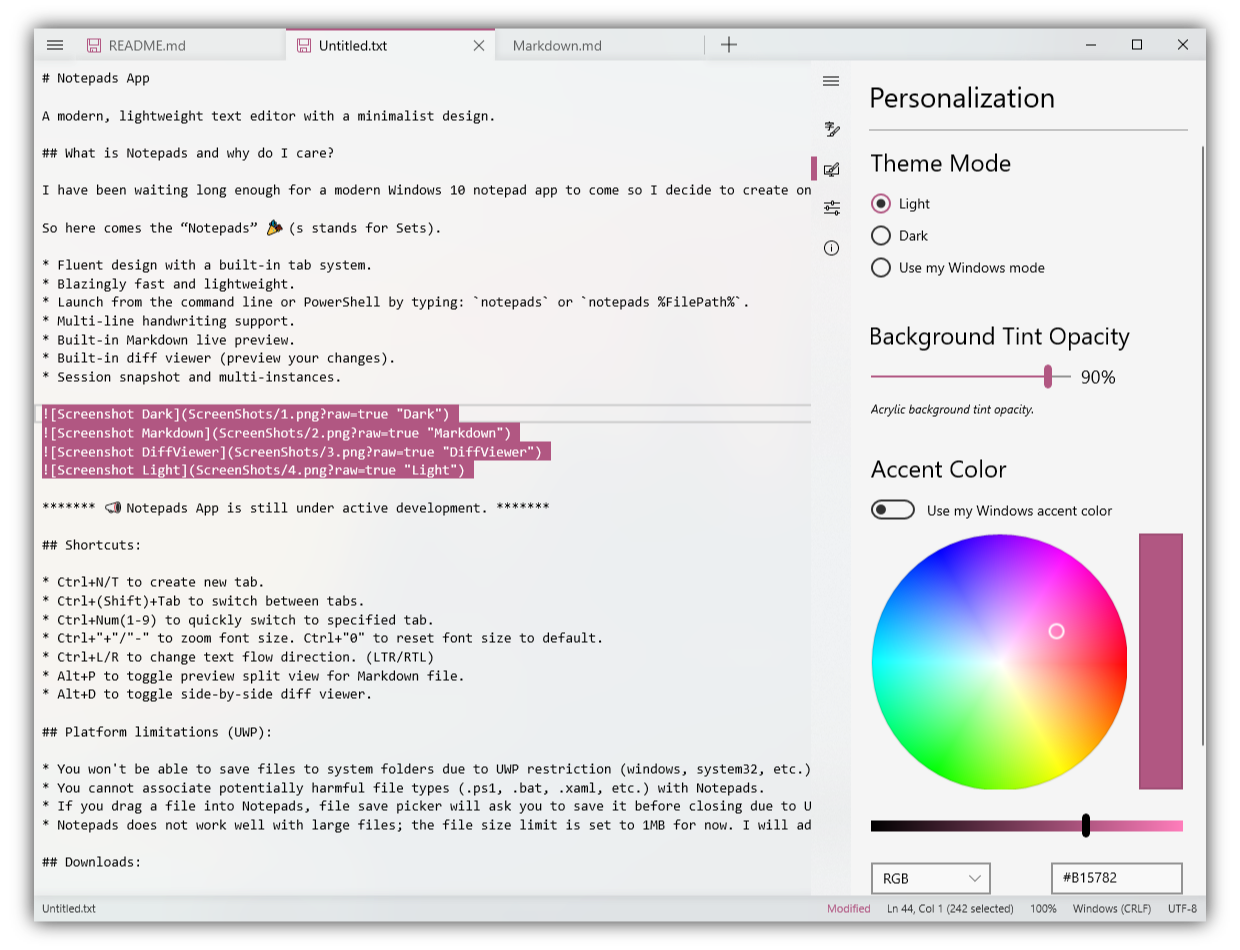 README.md
Untitled.txt
Markdown.md
# Notepads App
A modern, lightweight text editor with a minimalist design.
## What is Notepads and why do I care?
I have been waiting long enough for a modern Windows 10 notepad app to come so I decide to create on
So here comes the “Notepads” 🎉 (s stands for Sets).
* Fluent design with a built-in tab system.
* Blazingly fast and lightweight.
* Launch from the command line or PowerShell by typing: `notepads` or `notepads %FilePath%`.
* Multi-line handwriting support.
* Built-in Markdown live preview.
* Built-in diff viewer (preview your changes).
* Session snapshot and multi-instances.
![Screenshot Dark](ScreenShots/1.png?raw=true "Dark")
![Screenshot Markdown](ScreenShots/2.png?raw=true "Markdown")
![Screenshot DiffViewer](ScreenShots/3.png?raw=true "DiffViewer")
![Screenshot Light](ScreenShots/4.png?raw=true "Light")
******* 📣 Notepads App is still under active development. *******
## Shortcuts:
* Ctrl+N/T to create new tab.
* Ctrl+(Shift)+Tab to switch between tabs.
* Ctrl+Num(1-9) to quickly switch to specified tab.
* Ctrl+"+"/"-" to zoom font size. Ctrl+"0" to reset font size to default.
* Ctrl+L/R to change text flow direction. (LTR/RTL)
* Alt+P to toggle preview split view for Markdown file.
* Alt+D to toggle side-by-side diff viewer.
## Platform limitations (UWP):
* You won't be able to save files to system folders due to UWP restriction (windows, system32, etc.)
* You cannot associate potentially harmful file types (.ps1, .bat, .xaml, etc.) with Notepads.
* If you drag a file into Notepads, file save picker will ask you to save it before closing due to U
* Notepads does not work well with large files; the file size limit is set to 1MB for now. I will ad
## Downloads:
Personalization
Theme Mode
Light
Dark
Use my Windows mode
Background Tint Opacity
90%
Acrylic background tint opacity.
Accent Color
Use my Windows accent color
RGB
#B15782
Untitled.txt
Modified
Ln 44, Col 1 (242 selected)
100%
Windows (CRLF)
UTF-8